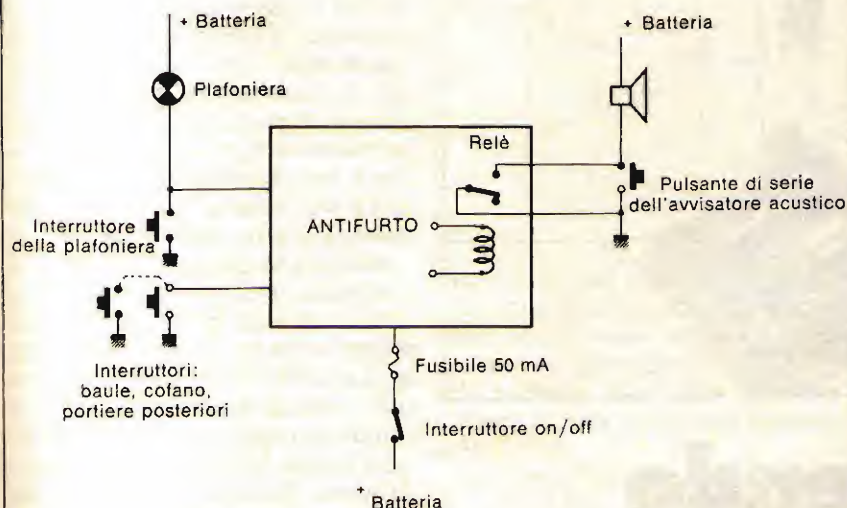 + Batteria
Plafoniera
Interruttore
della plafoniera
Interruttori:
baule, cofano,
portiere posteriori
ANTIFURTO
Relè
+ Batteria
Pulsante di serie
dell'avvisatore acustico
Fusibile 50 mA
Interruttore on/off
+ Batteria